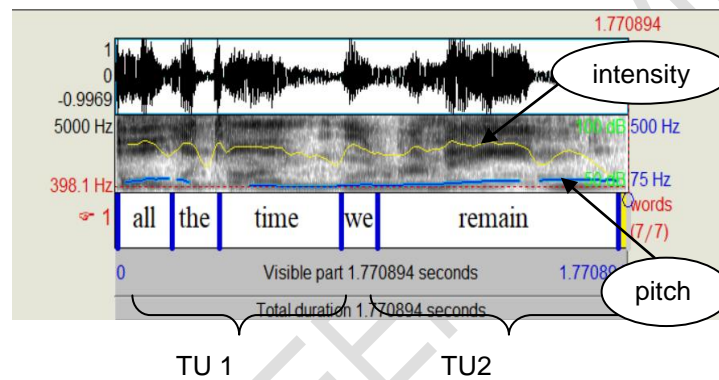 1.770894
1
0
-0.9969
intensity
5000 Hz
100 dB
500 Hz
398.1 Hz
50 dB
75 Hz
1
all the time we remain
words
(7/7)
0
Visible part 1.770894 seconds
1.77089
pitch
Total duration 1.770894 seconds
TU 1
TU2